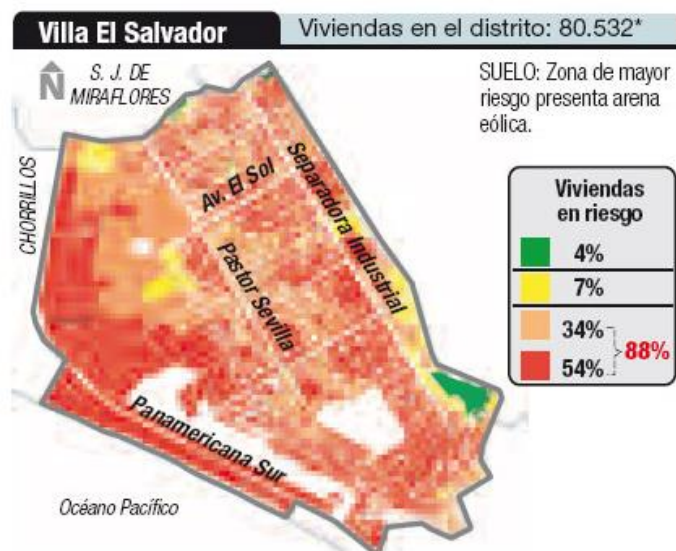 Villa El Salvador
Viviendas en el distrito: 80.532*
N
S. J. DE
MIRAFLORES
SUELO: Zona de mayor
riesgo presenta arena
eólica.
CHORRILLOS
Av. El Sol
Separadora Industrial
Pastor Sevilla
Panamericana Sur
Océano Pacífico
Viviendas
en riesgo
4%
7%
34%
54%
88%